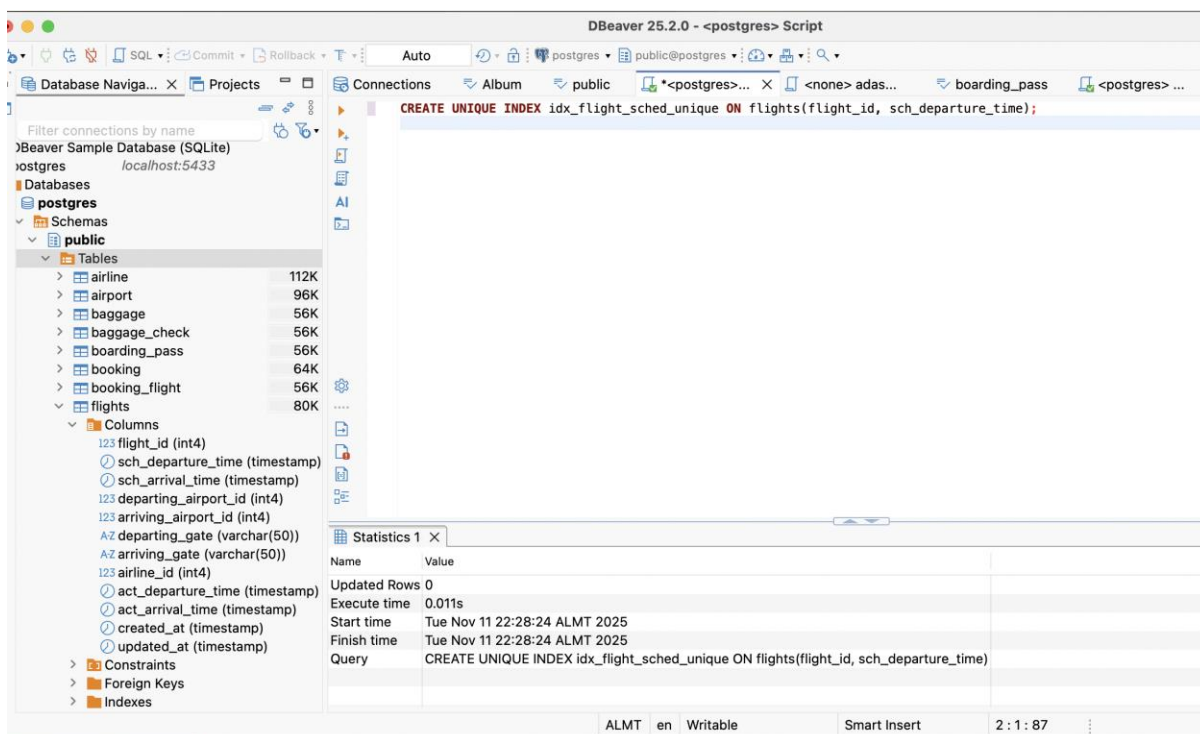 DBeaver 25.2.0 - <postgres> Script
SQL Commit Rollback T Auto postgres public@postgres
Database Naviga... Projects
Connections Album public *<postgres>... <none> adas... boarding_pass <postgres> ...
Filter connections by name
DBeaver Sample Database (SQLite)
postgres localhost:5433
Databases
postgres
Schemas
public
Tables
airline 112K
airport 96K
baggage 56K
baggage_check 56K
boarding_pass 56K
booking 64K
booking_flight 56K
flights 80K
Columns
123 flight_id (int4)
sch_departure_time (timestamp)
sch_arrival_time (timestamp)
123 departing_airport_id (int4)
123 arriving_airport_id (int4)
A-Z departing_gate (varchar(50))
A-Z arriving_gate (varchar(50))
123 airline_id (int4)
act_departure_time (timestamp)
act_arrival_time (timestamp)
created_at (timestamp)
updated_at (timestamp)
Constraints
Foreign Keys
Indexes
AI
CREATE UNIQUE INDEX idx_flight_sched_unique ON flights(flight_id, sch_departure_time);
Statistics 1
Name Value
Updated Rows 0
Execute time 0.011s
Start time Tue Nov 11 22:28:24 ALMT 2025
Finish time Tue Nov 11 22:28:24 ALMT 2025
Query CREATE UNIQUE INDEX idx_flight_sched_unique ON flights(flight_id, sch_departure_time)
ALMT en Writable Smart Insert 2 : 1 : 87